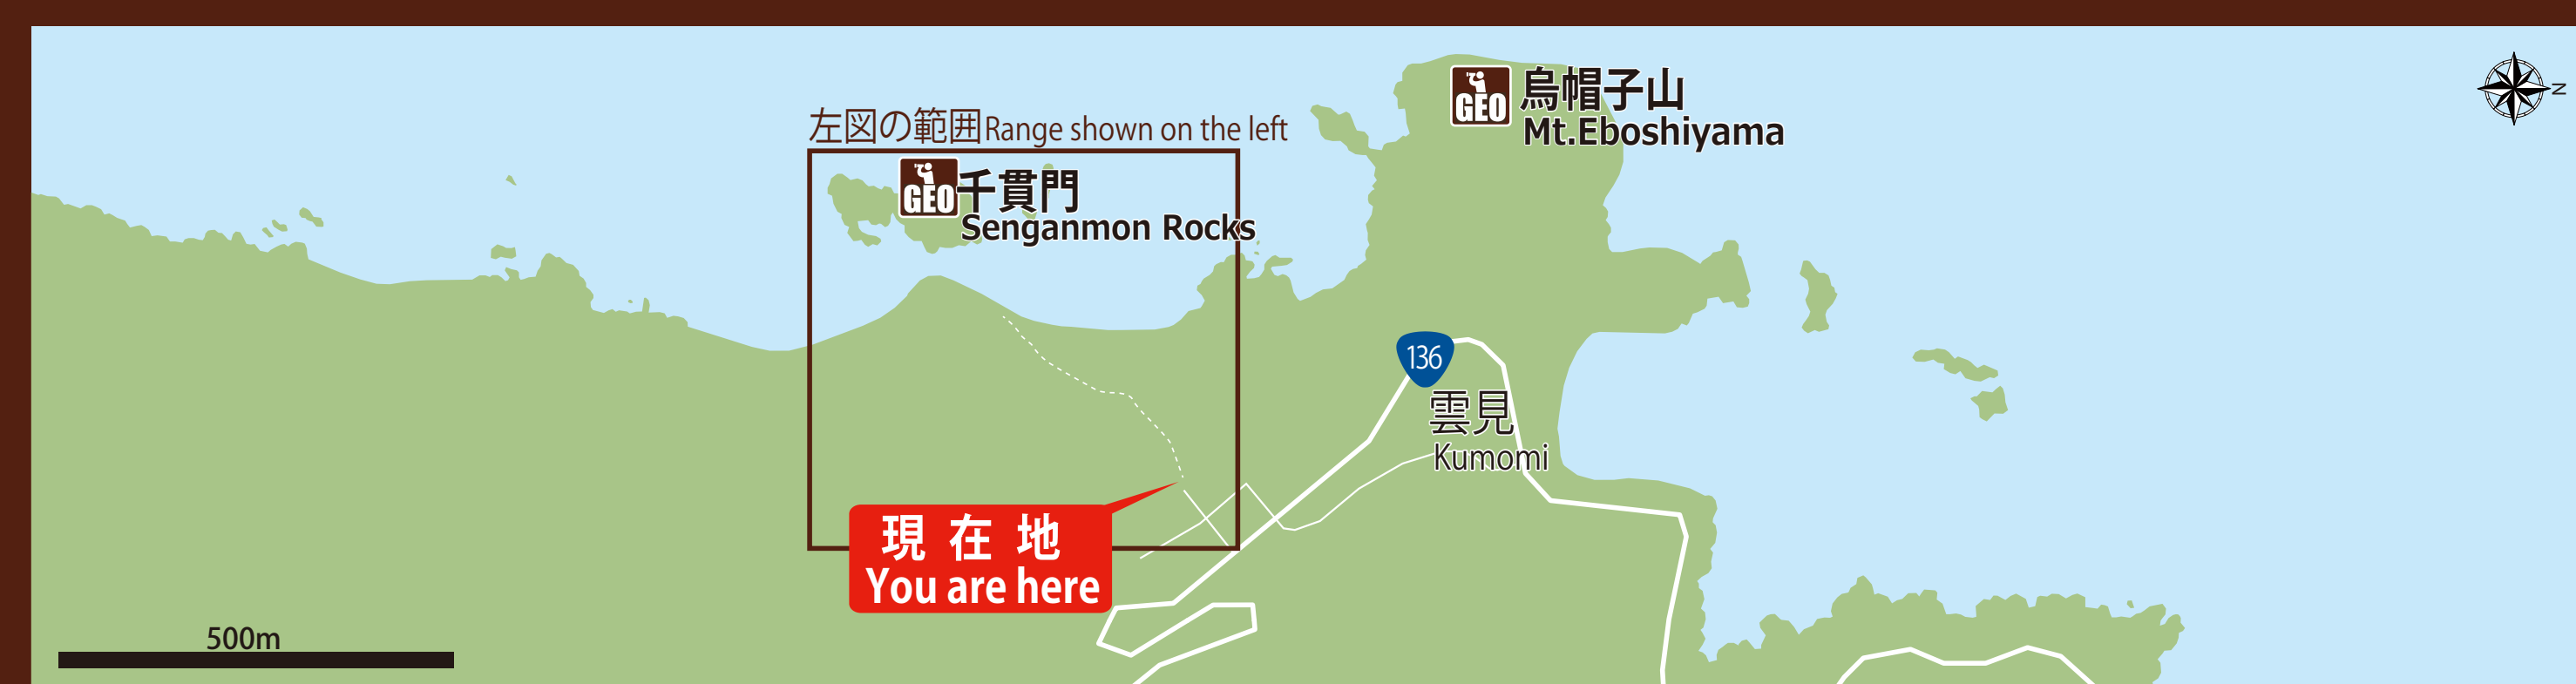 左図の範囲Range shown on the left
GEO
烏帽子山
Mt.Eboshiyama
N
GEO
千貫門
Senganmon Rocks
136
雲見
Kumomi
現在地
You are here
500m